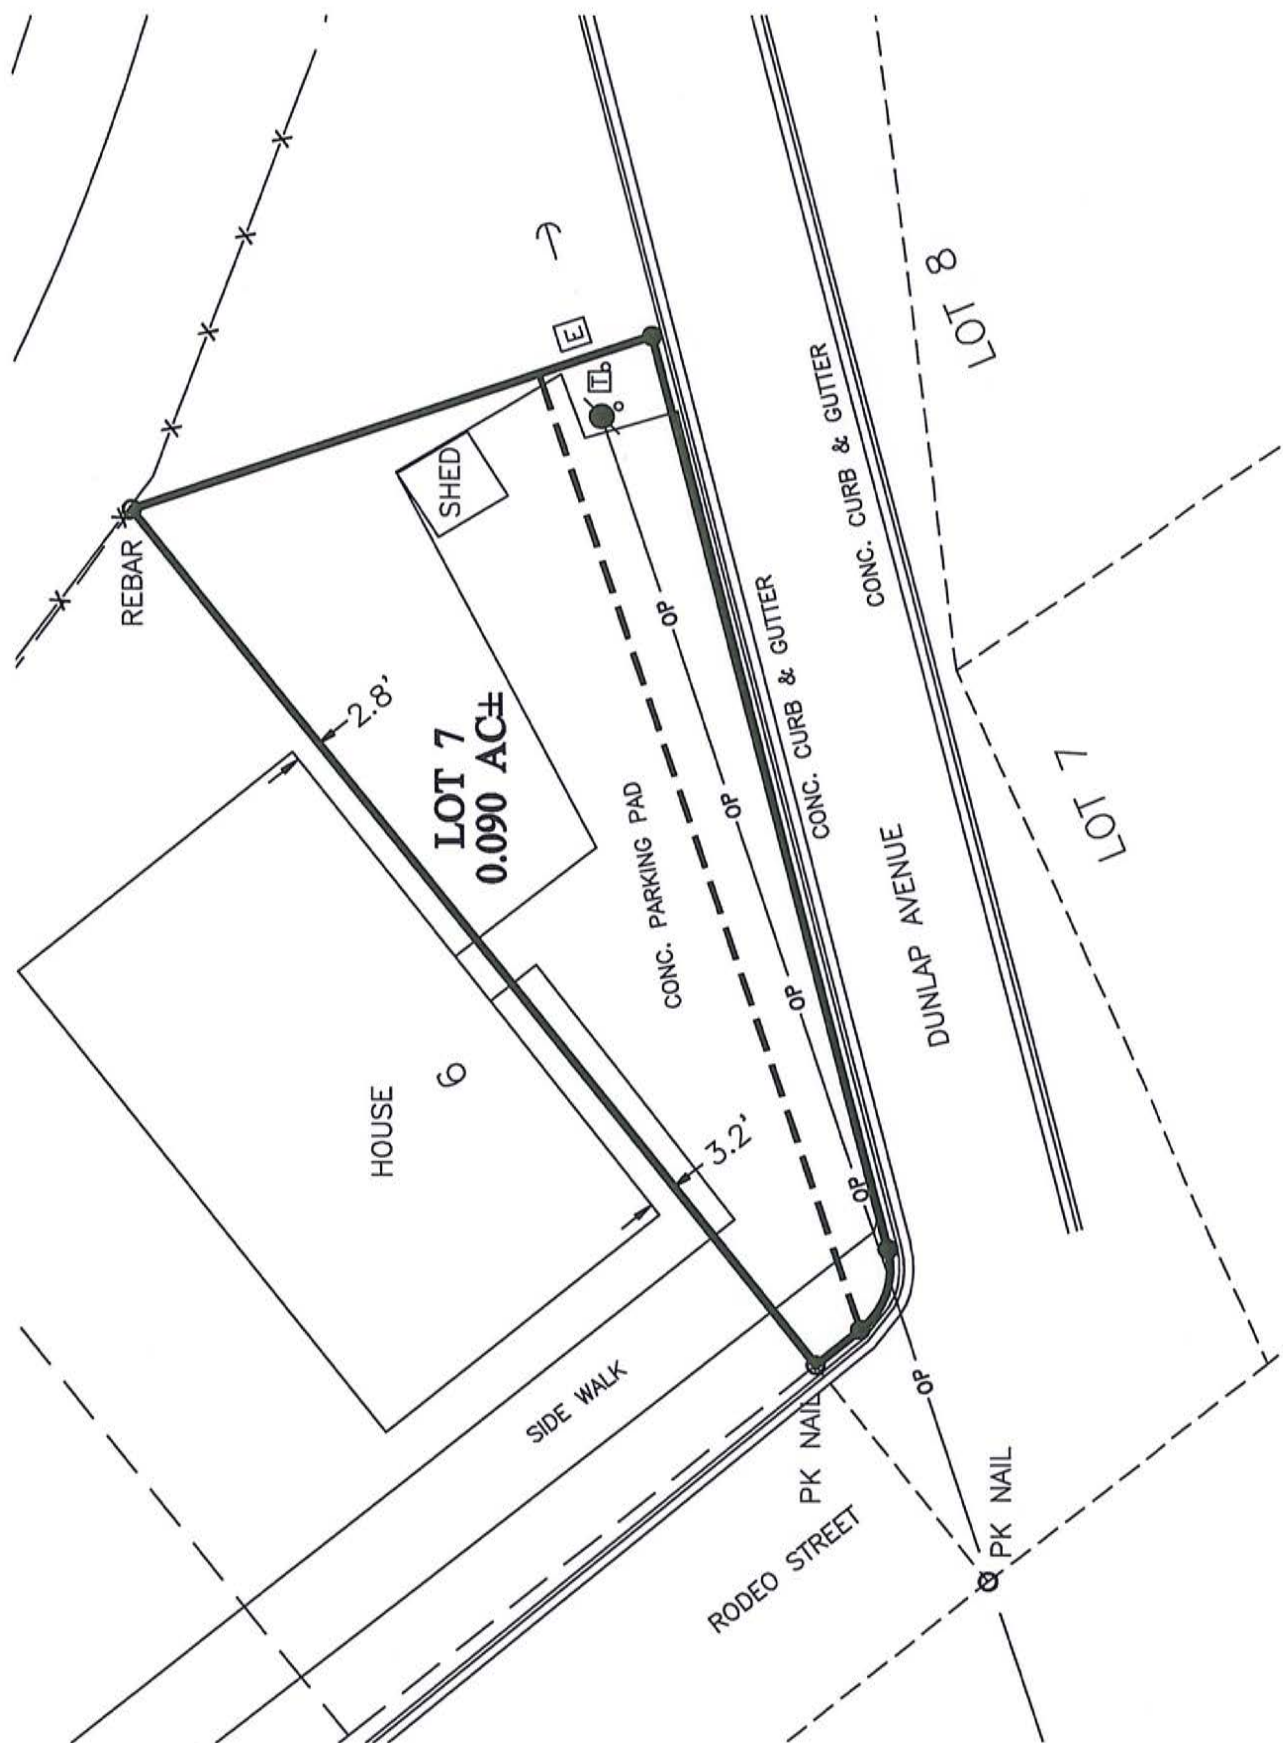 LOT 8
CONC. CURB & GUTTER
E
T
SHED
REBAR
OP
2.8'
LOT 7
0.090 AC±
CONC. CURB & GUTTER
OP
LOT 7
CONC. PARKING PAD
DUNLAP AVENUE
OP
HOUSE
6
3.2'
OP
SIDE WALK
OP
PK NAIL
PK NAIL
RODEO STREET